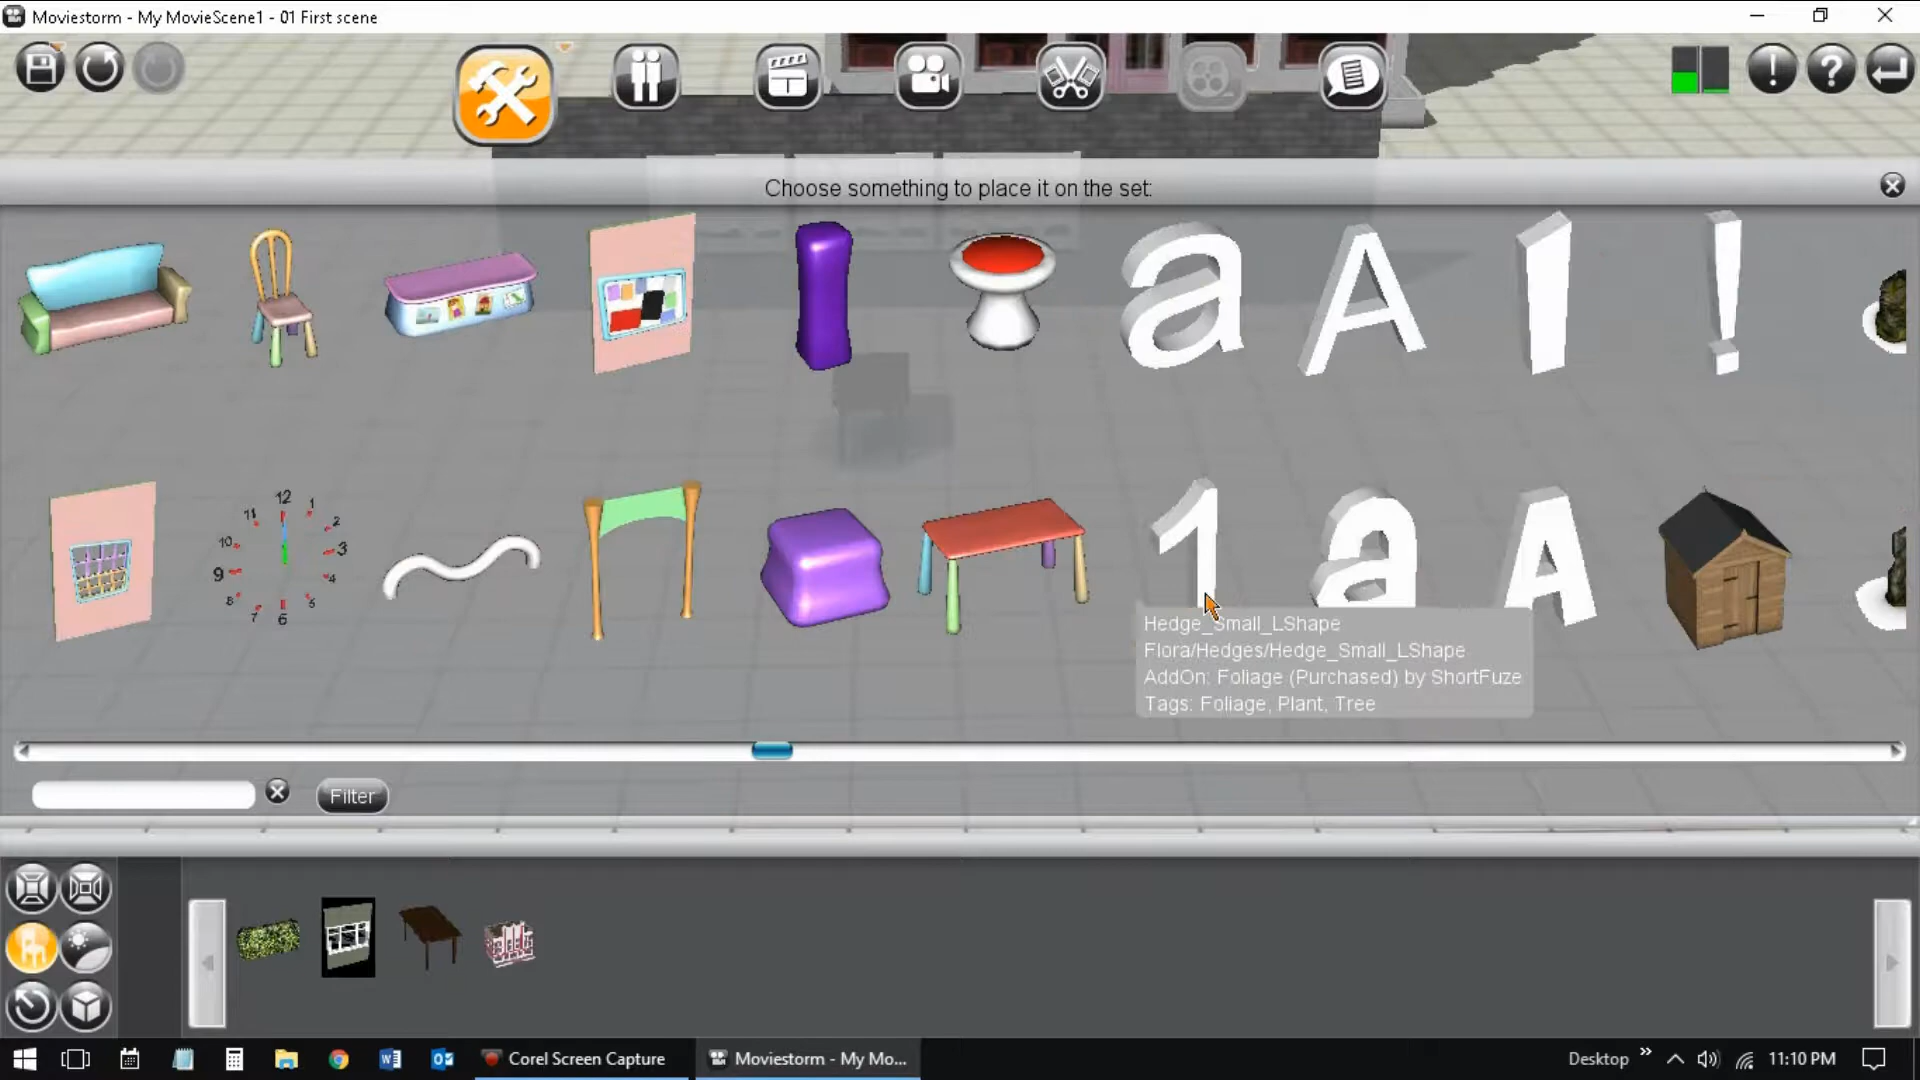 Moviestorm - My MovieScene1 - 01 First scene
Choose something to place it on the set:
a A 1 !
12
11 1
10 2
9 3
8 4
7 5
6
1 a A
Hedge_Small_LShape
Flora/Hedges/Hedge_Small_LShape
AddOn: Foliage (Purchased) by ShortFuze
Tags: Foliage, Plant, Tree
Filter
Corel Screen Capture
Moviestorm - My Mo...
Desktop
11:10 PM